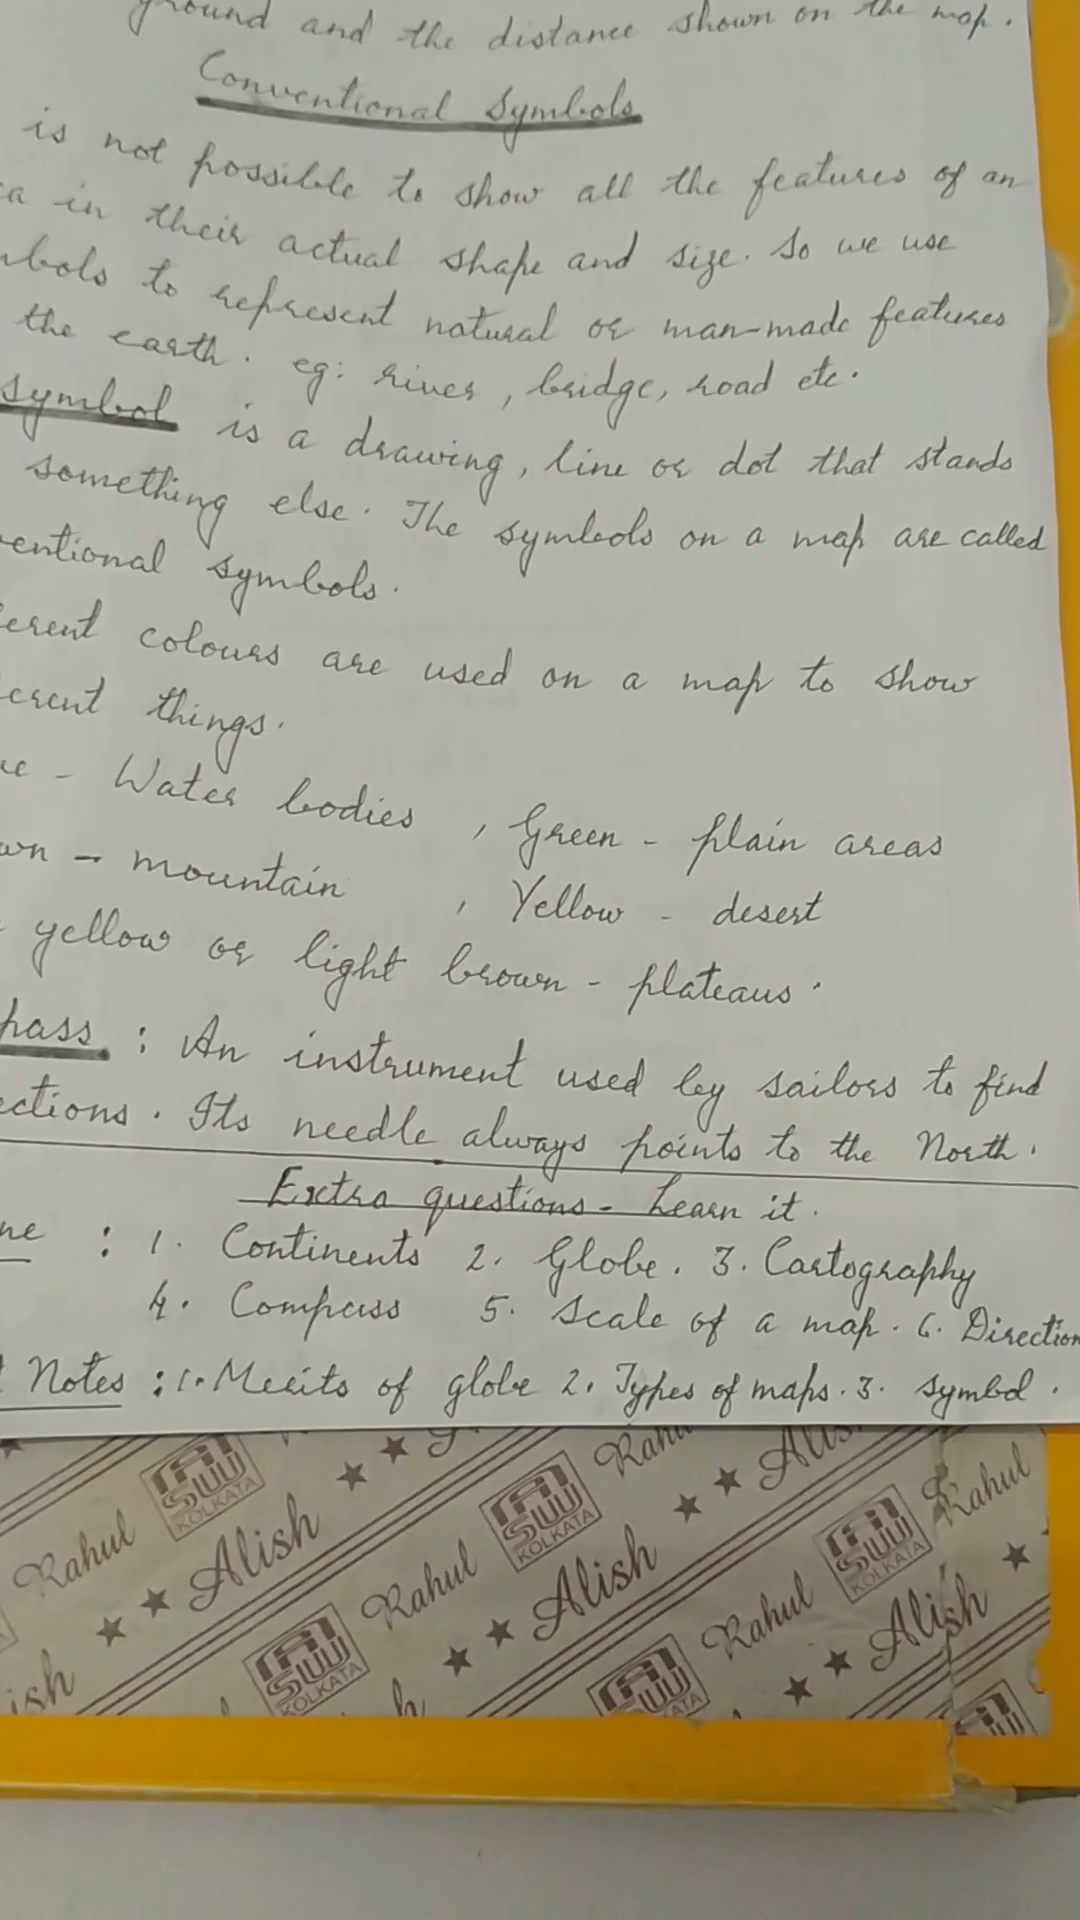 ground and the distance shown on the map.
Conventional Symbols
is not possible to show all the features of an
a in their actual shape and size. So we use
mbols to represent natural or man-made features
the earth. eg: river, bridge, road etc.
symbol is a drawing, line or dot that stands
something else. The symbols on a map are called
ventional symbols.
erent colours are used on a map to show
erent things.
ue - Water bodies , Green - plain areas
wn - mountain , Yellow - desert
yellow or light brown - plateaus.
pass : An instrument used by sailors to find
ections. Its needle always points to the North.
Extra questions - Learn it.
ne : 1. Continents 2. Globe. 3. Cartography
4. Compass 5. Scale of a map. 6. Direction
Notes : 1. Merits of globe 2. Types of maps. 3. symbol.
Rahul Alish KOLKATA
Rahul Alish KOLKATA
Rahul Alish KOLKATA
Rahul
KOLKATA